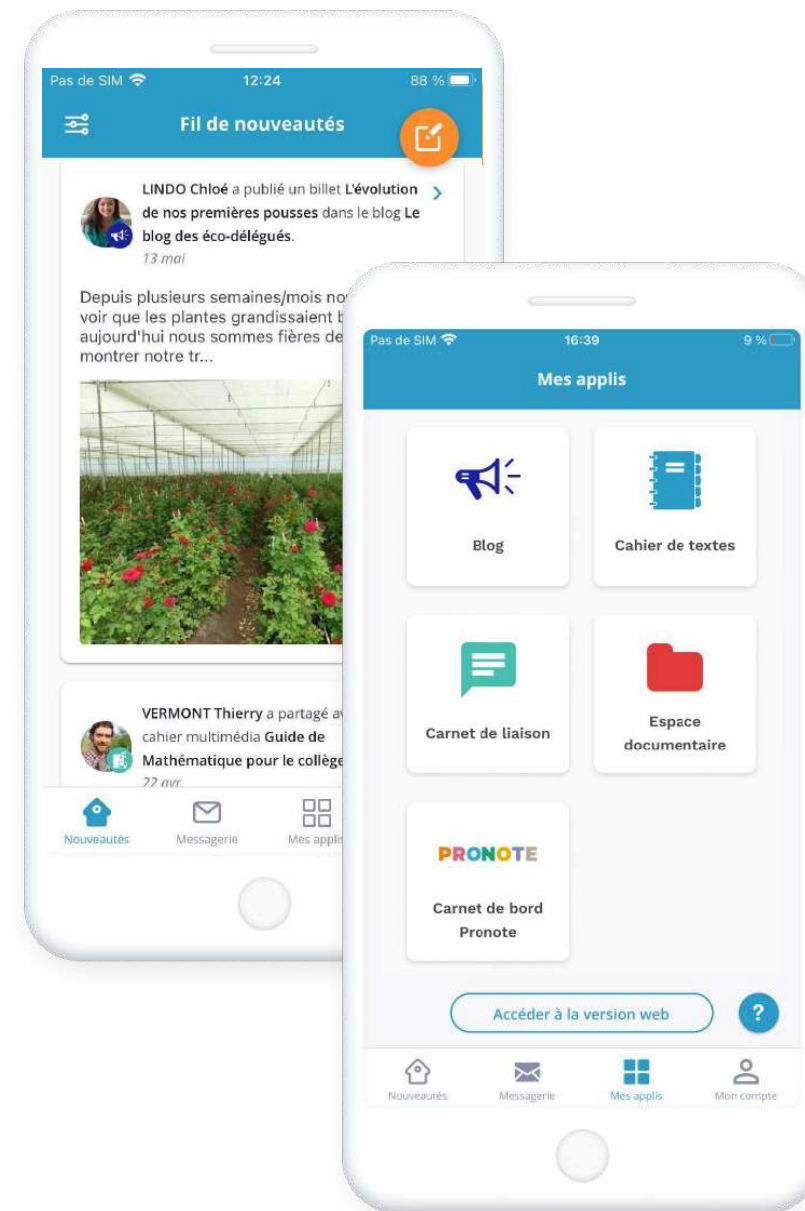 Pas de SIM 12:24 88 %
Fil de nouveautés
LINDO Chloé a publié un billet L'évolution
de nos premières pousses dans le blog Le
blog des éco-délégués.
13 mai
Depuis plusieurs semaines/mois
voir que les plantes grandissaient
aujourd'hui nous sommes fières de
montrer notre tr...
VERMONT Thierry a partagé
cahier multimédia Guide de
Mathématique pour le collège
22 avr.
Nouveautés Messagerie Mes applis
Pas de SIM 16:39 9 %
Mes applis
Blog Cahier de textes
Carnet de liaison Espace
documentaire
PRONOTE
Carnet de bord
Pronote
Accéder à la version web ?
Nouveautés Messagerie Mes applis Mon compte